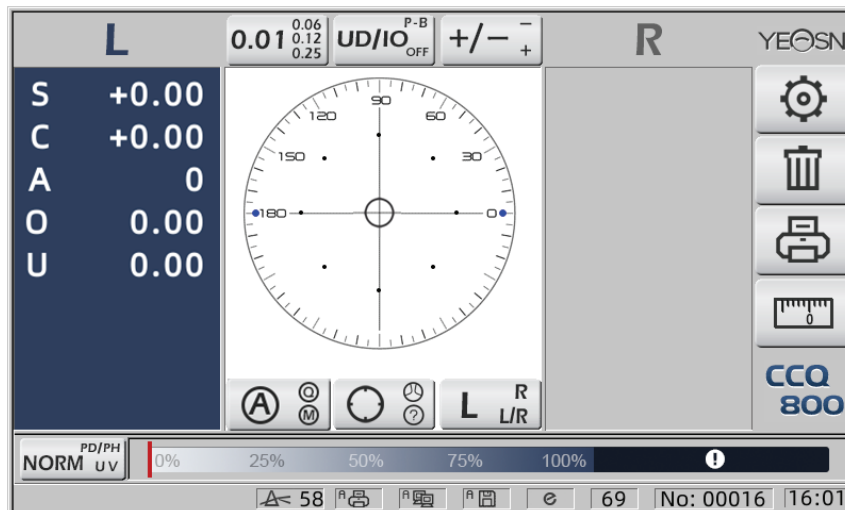 L
0.01 0.06
0.12
0.25
UD/IO P-B
OFF
+/− −
+
R
YEOSN
S +0.00
C +0.00
A 0
O 0.00
U 0.00
90
120 60
150 30
180 0
0
A Q
M
?
L R
L/R
CCQ
800
NORM PD/PH
UV
0% 25% 50% 75% 100% !
58 A A A e 69 No: 00016 16:01